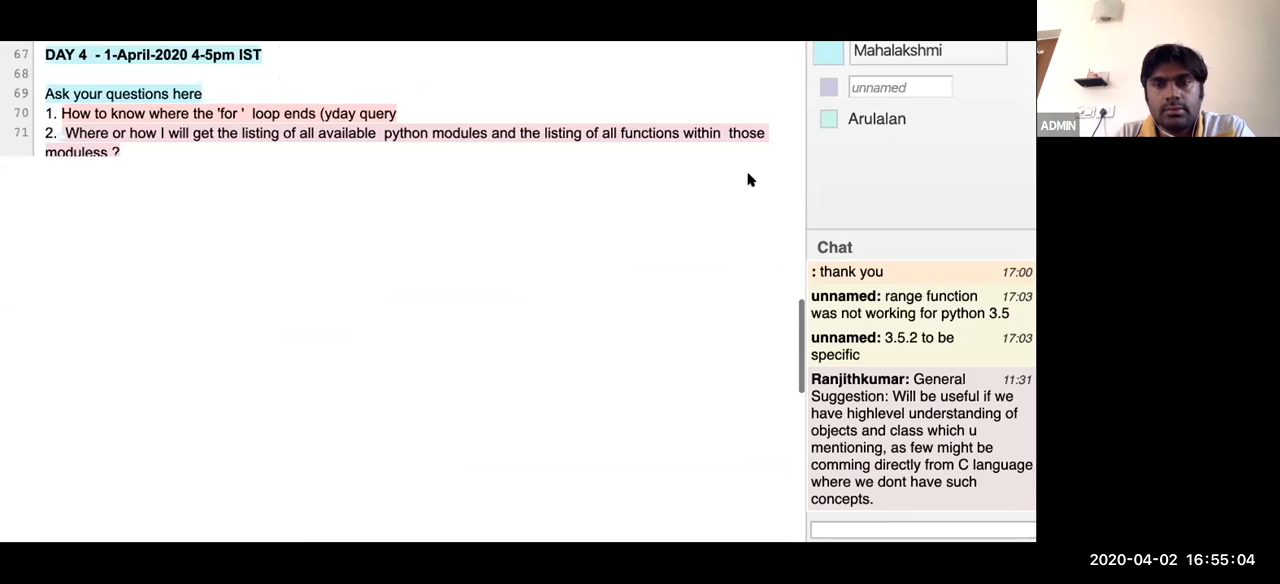 67 DAY 4 - 1-April-2020 4-5pm IST
68
69 Ask your questions here
70 1. How to know where the 'for ' loop ends (yday query
71 2. Where or how I will get the listing of all available python modules and the listing of all functions within those
moduless ?
Mahalakshmi
unnamed
Arulalan
Chat
: thank you 17:00
unnamed: range function 17:03
was not working for python 3.5
unnamed: 3.5.2 to be 17:03
specific
Ranjithkumar: General 11:31
Suggestion: Will be useful if we
have highlevel understanding of
objects and class which u
mentioning, as few might be
comming directly from C language
where we dont have such
concepts.
ADMIN
2020-04-02 16:55:04